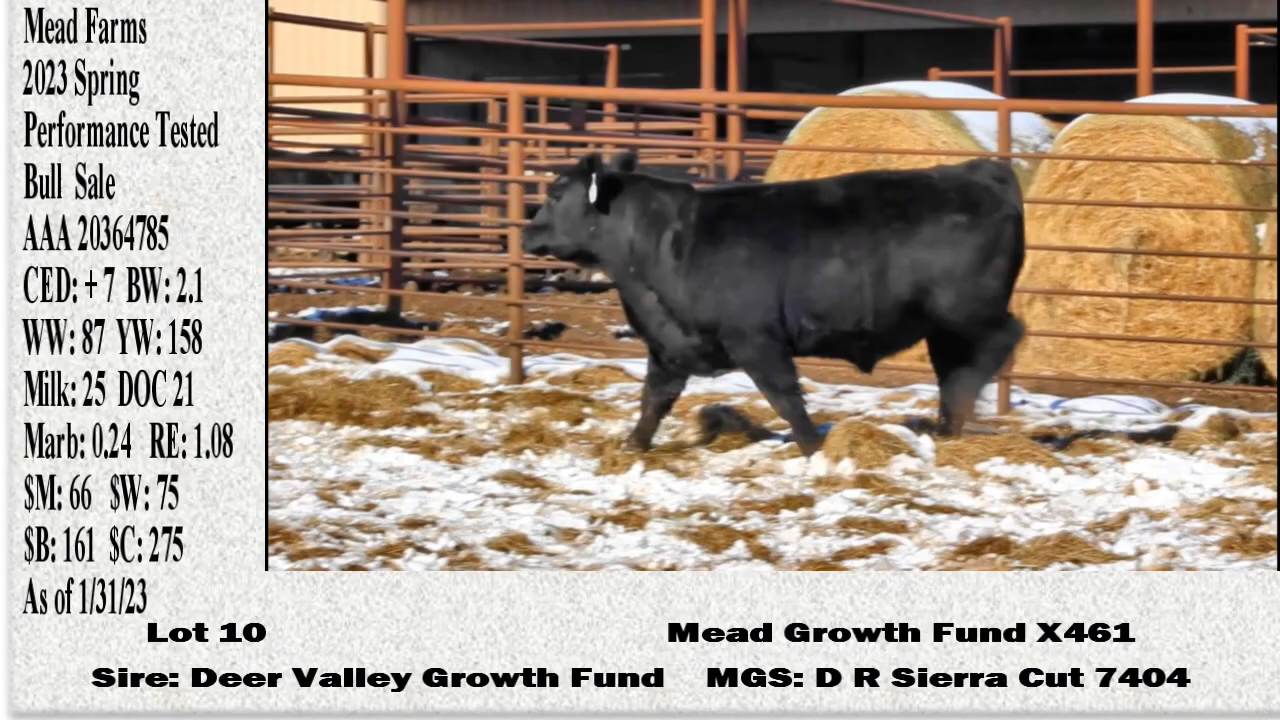 Mead Farms
2023 Spring
Performance Tested
Bull Sale
AAA 20364785
CED: + 7 BW: 2.1
WW: 87 YW: 158
Milk: 25 DOC 21
Marb: 0.24 RE: 1.08
$M: 66 $W: 75
$B: 161 $C: 275
As of 1/31/23
Lot 10 Mead Growth Fund X461
Sire: Deer Valley Growth Fund MGS: D R Sierra Cut 7404